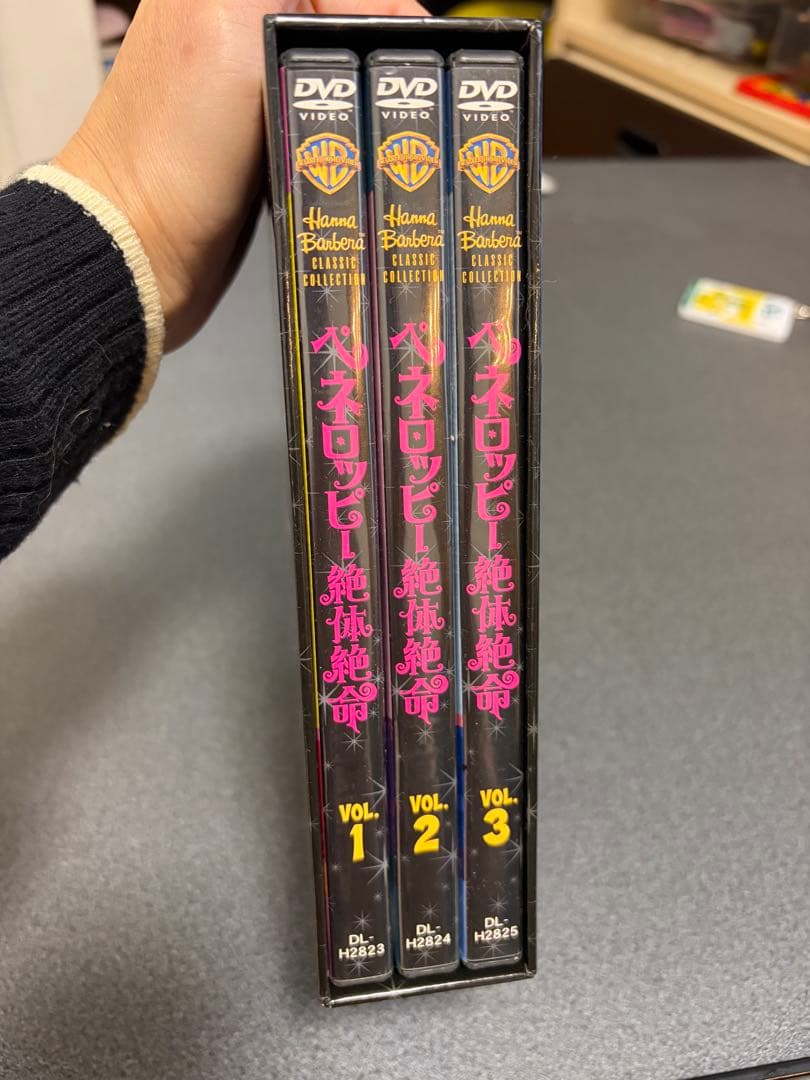 DVD
VIDEO
WB
Hanna
Barbera™
CLASSIC
COLLECTION
ペネロッピー絶体絶命
VOL.
1
DL-
H2823
DVD
VIDEO
WB
Hanna
Barbera™
CLASSIC
COLLECTION
ペネロッピー絶体絶命
VOL.
2
DL-
H2824
DVD
VIDEO
WB
Hanna
Barbera™
CLASSIC
COLLECTION
ペネロッピー絶体絶命
VOL.
3
DL-
H2825